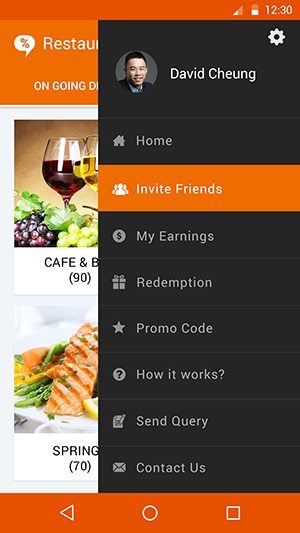 12:30
%
Restau
David Cheung
ON GOING D
Home
Invite Friends
My Earnings
$
CAFE & B
(90)
Redemption
Promo Code
How it works?
?
Send Query
SPRING
(70)
Contact Us